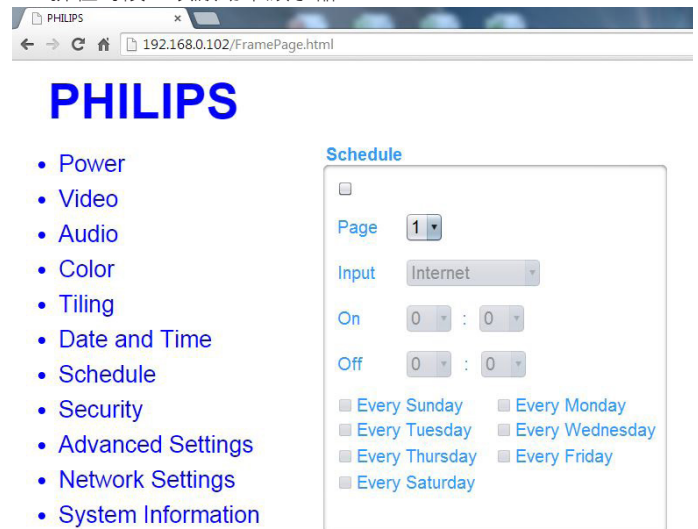 PHILIPS
192.168.0.102/FramePage.html
PHILIPS
Power
Video
Audio
Color
Tiling
Date and Time
Schedule
Security
Advanced Settings
Network Settings
System Information
Schedule
Page 1
Input Internet
On 0 : 0
Off 0 : 0
Every Sunday Every Monday
Every Tuesday Every Wednesday
Every Thursday Every Friday
Every Saturday